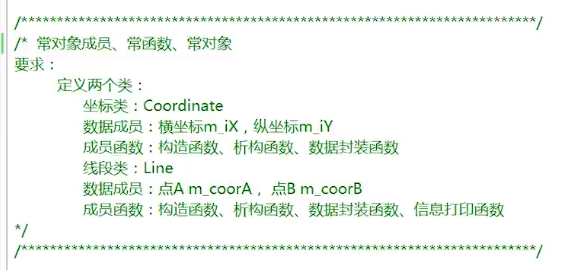 /************************************************************************/
/* 常对象成员、常函数、常对象
要求：
定义两个类：
坐标类：Coordinate
数据成员：横坐标m_iX，纵坐标m_iY
成员函数：构造函数、析构函数、数据封装函数
线段类：Line
数据成员：点A m_coorA， 点B m_coorB
成员函数：构造函数、析构函数、数据封装函数、信息打印函数
*/
/************************************************************************/